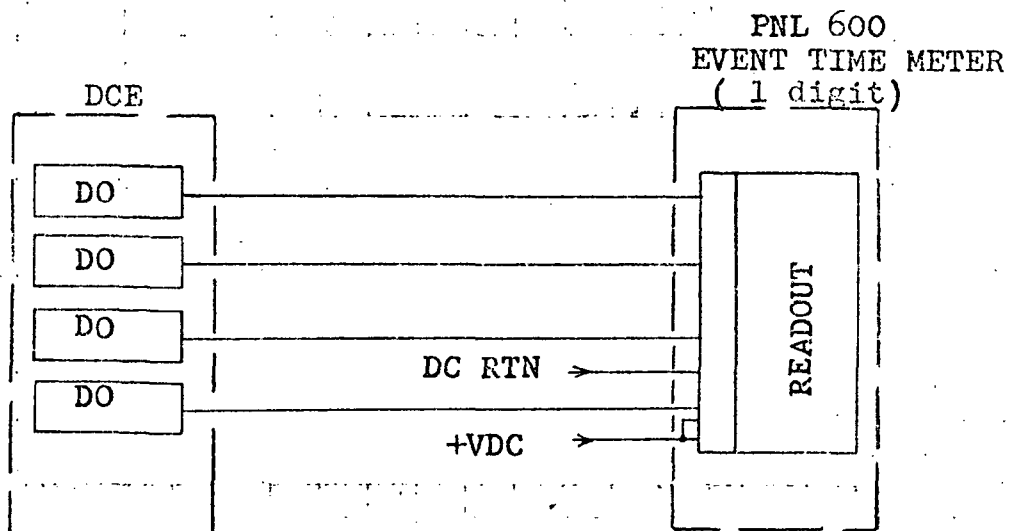 PNL 600
EVENT TIME METER
( 1 digit)
DCE
DO
DO
DO
DO
DC RTN
+VDC
READOUT